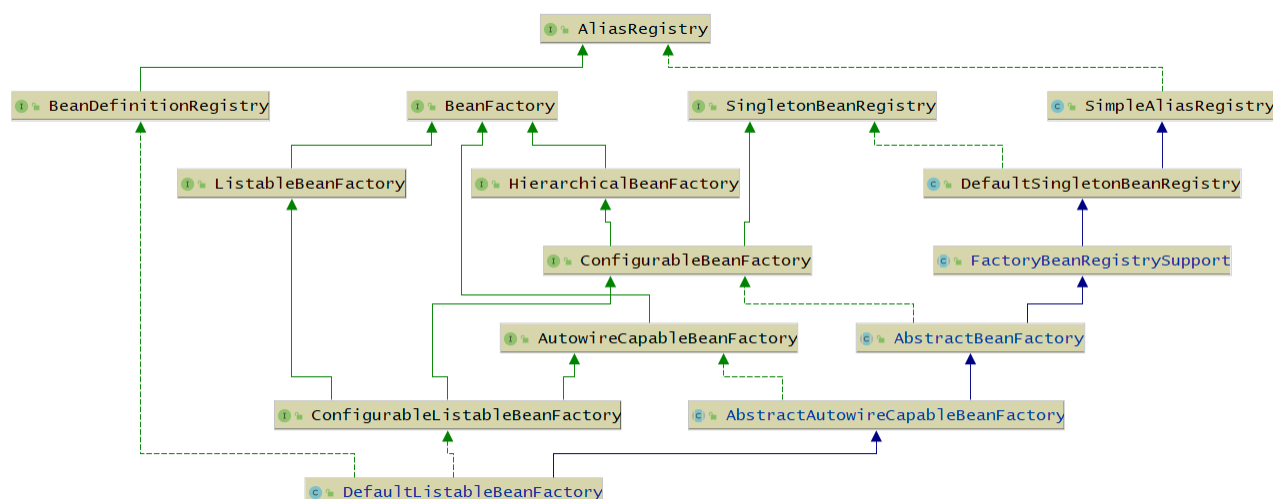 AliasRegistry
BeanDefinitionRegistry
BeanFactory
SingletonBeanRegistry
SimpleAliasRegistry
ListableBeanFactory
HierarchicalBeanFactory
DefaultSingletonBeanRegistry
ConfigurableBeanFactory
FactoryBeanRegistrySupport
AutowireCapableBeanFactory
AbstractBeanFactory
ConfigurableListableBeanFactory
AbstractAutowireCapableBeanFactory
DefaultListableBeanFactory